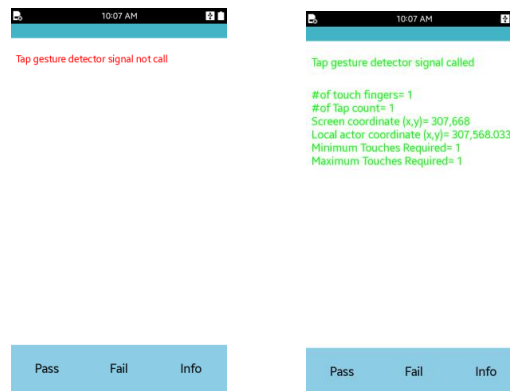 10:07 AM
Tap gesture detector signal not call
Pass Fail Info
10:07 AM
Tap gesture detector signal called
#of touch fingers= 1
#of Tap count= 1
Screen coordinate (x,y)= 307,668
Local actor coordinate (x,y)= 307,568.033
Minimum Touches Required= 1
Maximum Touches Required= 1
Pass Fail Info